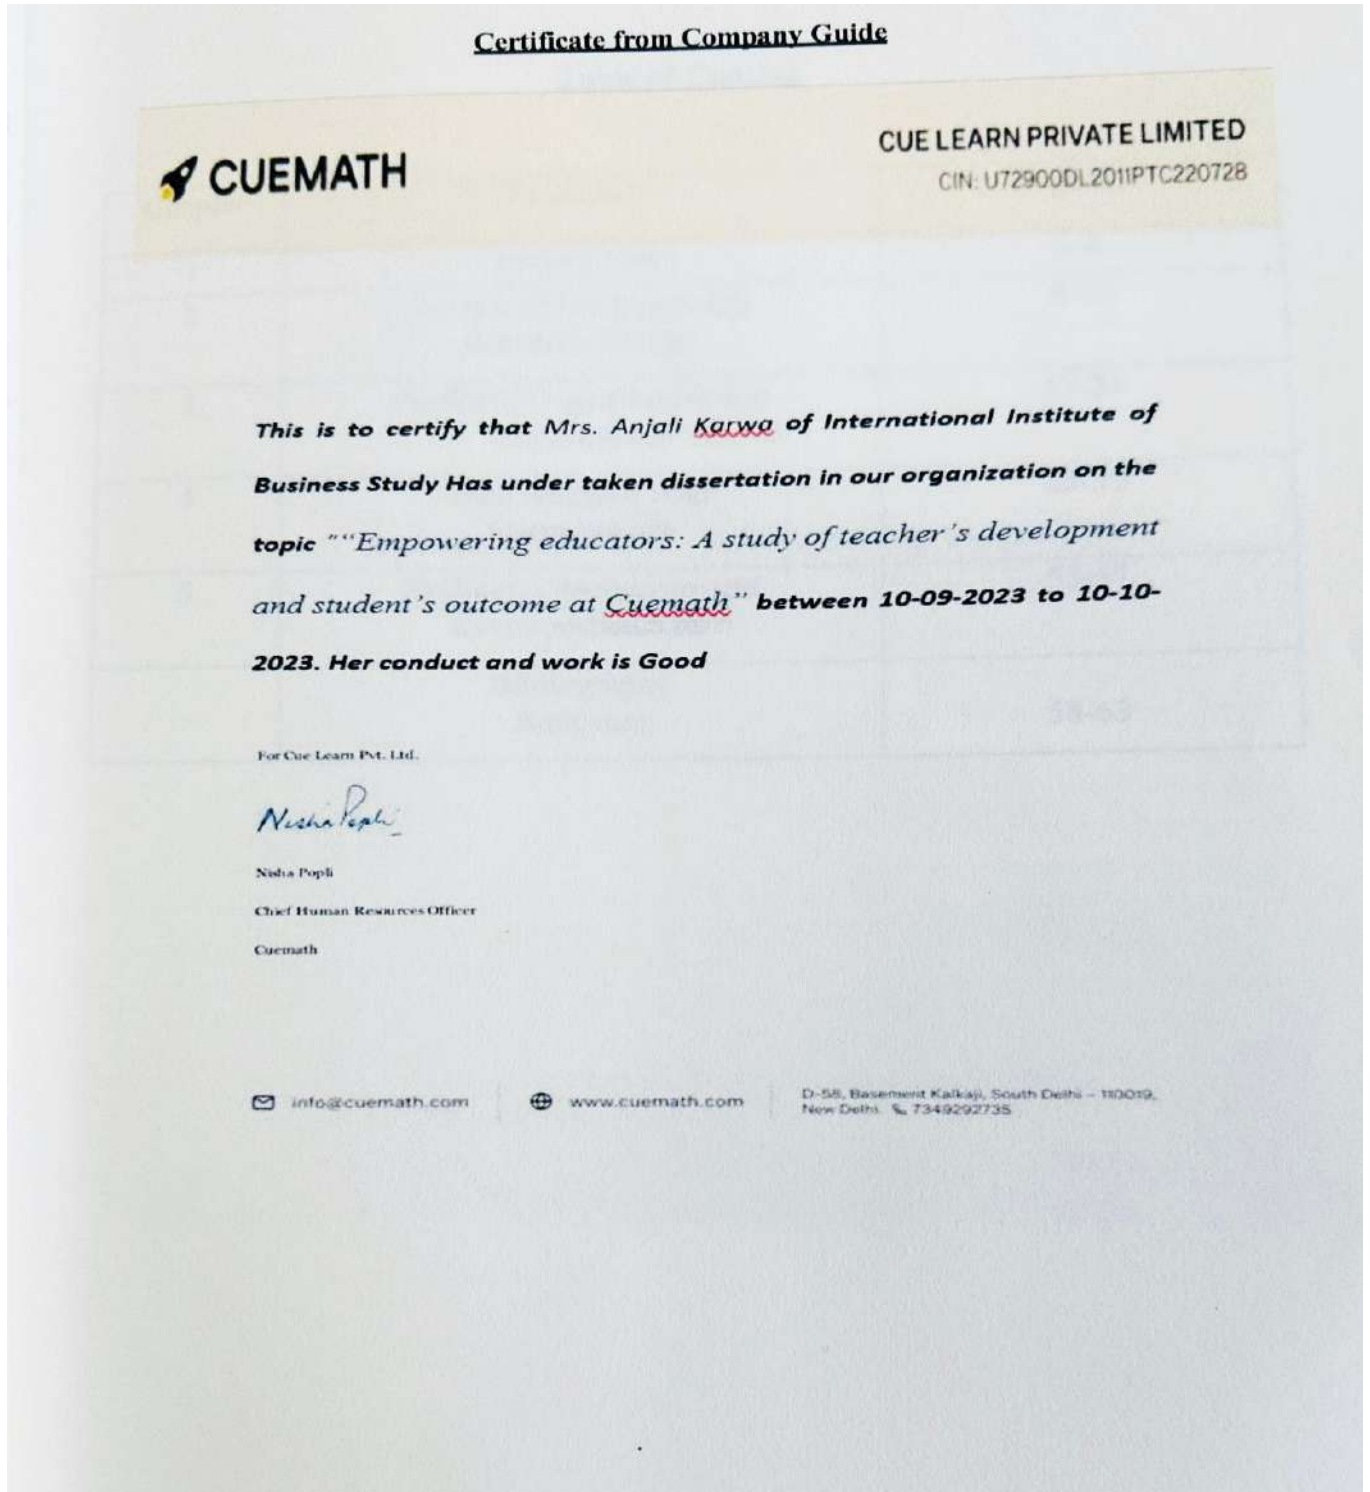 Certificate from Company Guide
CUEMATH
CUE LEARN PRIVATE LIMITED
CIN: U72900DL2011PTC220728
This is to certify that Mrs. Anjali Karwa of International Institute of
Business Study Has under taken dissertation in our organization on the
topic "“Empowering educators: A study of teacher’s development
and student’s outcome at Cuemath” between 10-09-2023 to 10-10-
2023. Her conduct and work is Good
For Cue Learn Pvt. Ltd.
Nisha Popli
Nisha Popli
Chief Human Resources Officer
Cuemath
info@cuemath.com
www.cuemath.com
D-58, Basement Kalkaji, South Delhi – 110019,
New Delhi. 7349292735